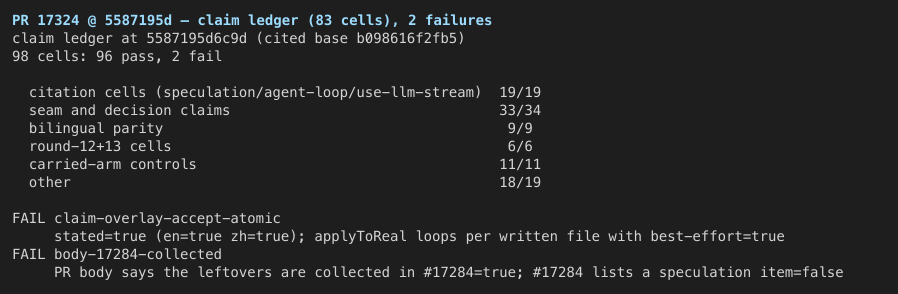 PR 17324 @ 5587195d — claim ledger (83 cells), 2 failures
claim ledger at 5587195d6c9d (cited base b098616f2fb5)
98 cells: 96 pass, 2 fail
citation cells (speculation/agent-loop/use-llm-stream) 19/19
seam and decision claims 33/34
bilingual parity 9/9
round-12+13 cells 6/6
carried-arm controls 11/11
other 18/19
FAIL claim-overlay-accept-atomic
stated=true (en=true zh=true); applyToReal loops per written file with best-effort=true
FAIL body-17284-collected
PR body says the leftovers are collected in #17284=true; #17284 lists a speculation item=false